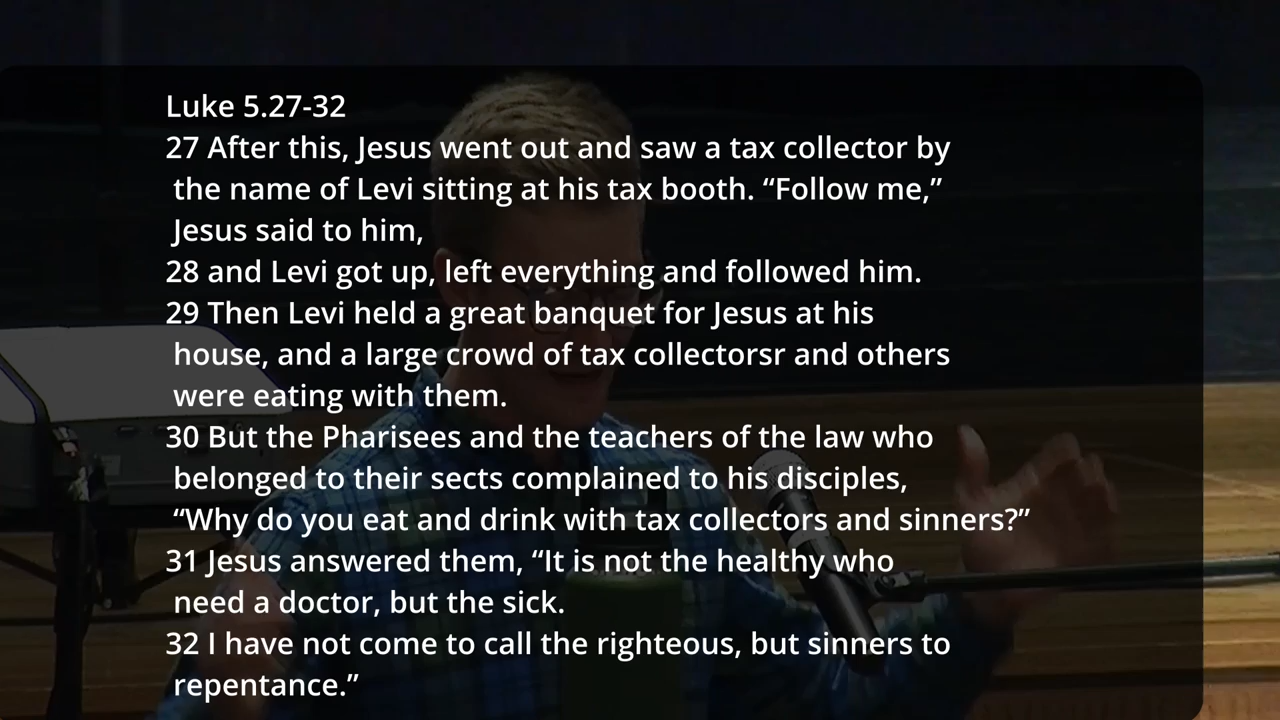 Luke 5.27-32
27 After this, Jesus went out and saw a tax collector by
the name of Levi sitting at his tax booth. “Follow me,”
Jesus said to him,
28 and Levi got up, left everything and followed him.
29 Then Levi held a great banquet for Jesus at his
house, and a large crowd of tax collectorsr and others
were eating with them.
30 But the Pharisees and the teachers of the law who
belonged to their sects complained to his disciples,
“Why do you eat and drink with tax collectors and sinners?”
31 Jesus answered them, “It is not the healthy who
need a doctor, but the sick.
32 I have not come to call the righteous, but sinners to
repentance.”